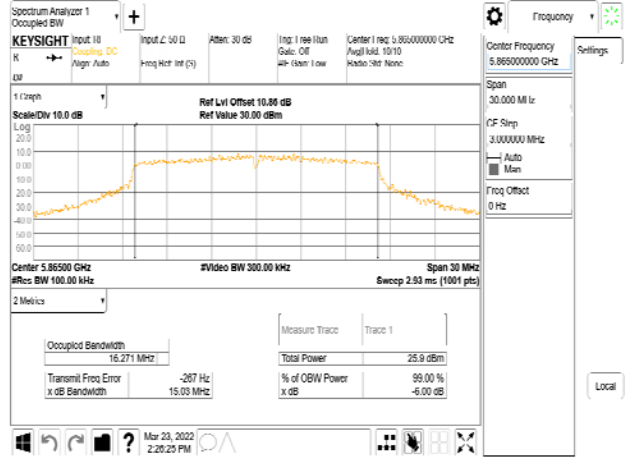 Spectrum Analyzer 1
Occupied BW
+
Frequency
KEYSIGHT
Input: RF
Coupling: DC
Align: Auto
Input Z: 50 Ω
Freq Ref: Int (S)
Atten: 30 dB
Trig: Free Run
Gate: Off
#IF Gain: Low
Center Freq: 5.865000000 GHz
Avg|Hold: 10/10
Radio Std: None
R
Center Frequency
5.865000000 GHz
Settings
Span
30.000 MHz
CF Step
3.000000 MHz
Auto
Man
Freq Offset
0 Hz
Local
1 Graph
Scale/Div 10.0 dB
Ref Lvl Offset 10.86 dB
Ref Value 30.00 dBm
Log
20.0
10.0
0.00
10.0
20.0
30.0
-40.0
50.0
60.0
Center 5.86500 GHz
#Res BW 100.00 kHz
#Video BW 300.00 kHz
Span 30 MHz
Sweep 2.93 ms (1001 pts)
2 Metrics
Measure Trace
Trace 1
Occupied Bandwidth
16.271 MHz
Total Power
25.9 dBm
Transmit Freq Error
-267 Hz
% of OBW Power
99.00 %
x dB Bandwidth
15.03 MHz
x dB
-6.00 dB
?
Mar 23, 2022
2:26:25 PM